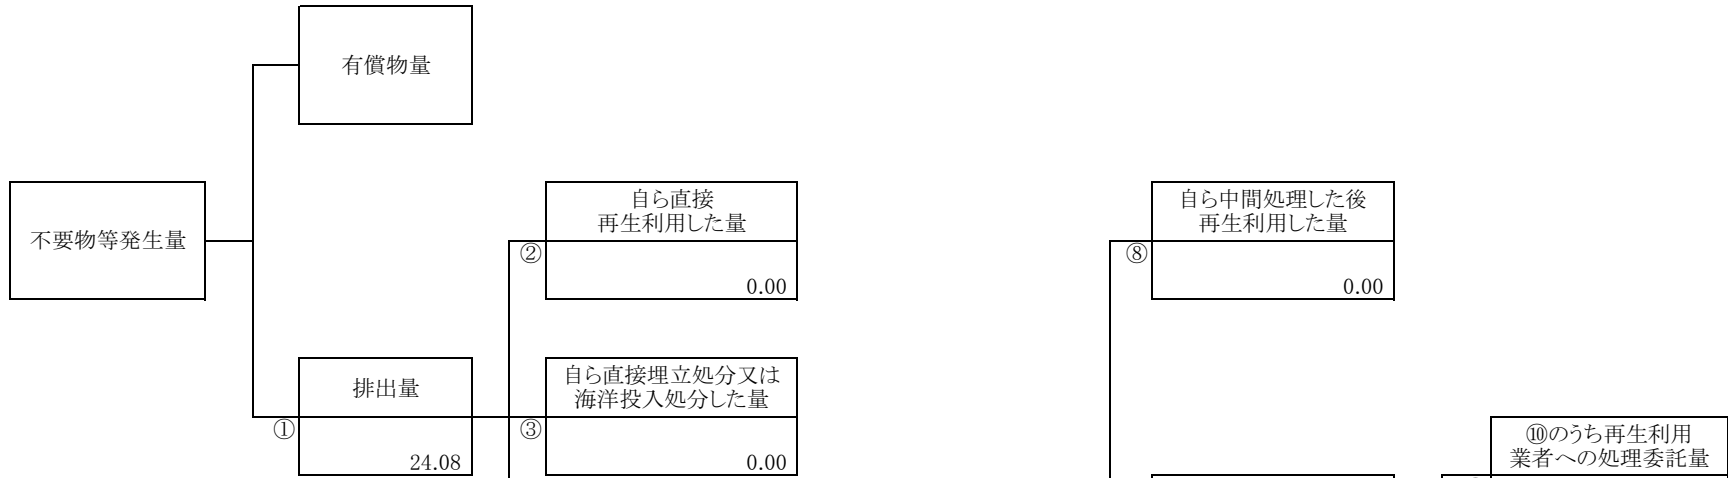 有償物量
不要物等発生量
自ら直接
再生利用した量
②
0.00
自ら中間処理した後
再生利用した量
⑧
0.00
排出量
①
24.08
自ら直接埋立処分又は
海洋投入処分した量
③
0.00
⑩のうち再生利用
業者への処理委託量